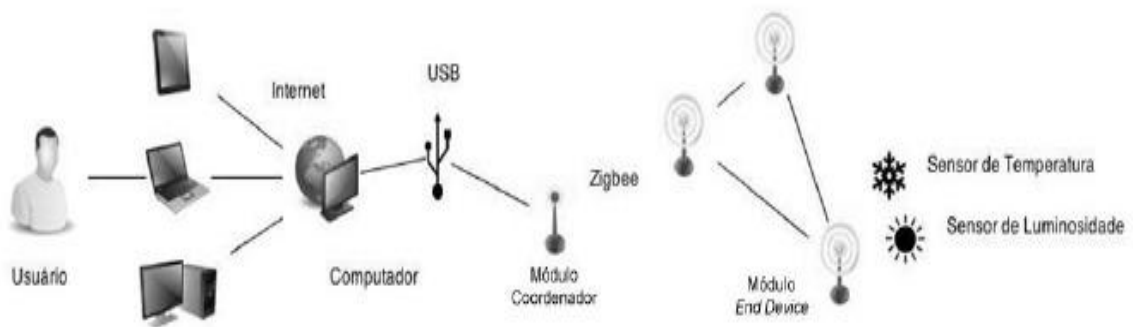 Usuário
Internet
Computador
USB
Módulo
Coordenador
Zigbee
Módulo
End Device
Sensor de Temperatura
Sensor de Luminosidade